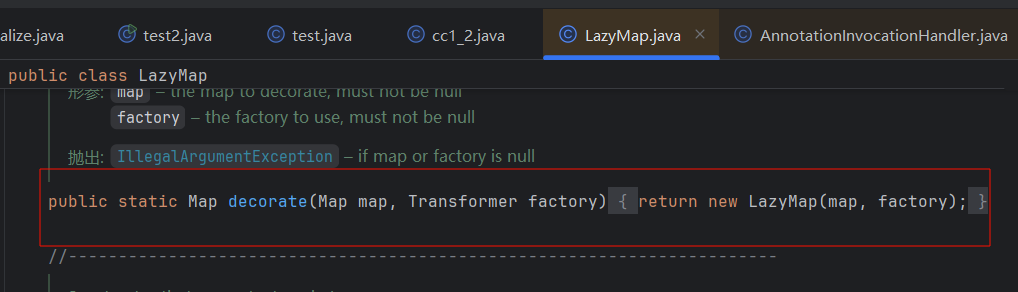 alize.java test2.java test.java cc1_2.java LazyMap.java × AnnotationInvocationHandler.java
public class LazyMap
形参: map – the map to decorate, must not be null
factory – the factory to use, must not be null
抛出: IllegalArgumentException – if map or factory is null
public static Map decorate(Map map, Transformer factory) { return new LazyMap(map, factory); }
//-----------------------------------------------------------------------